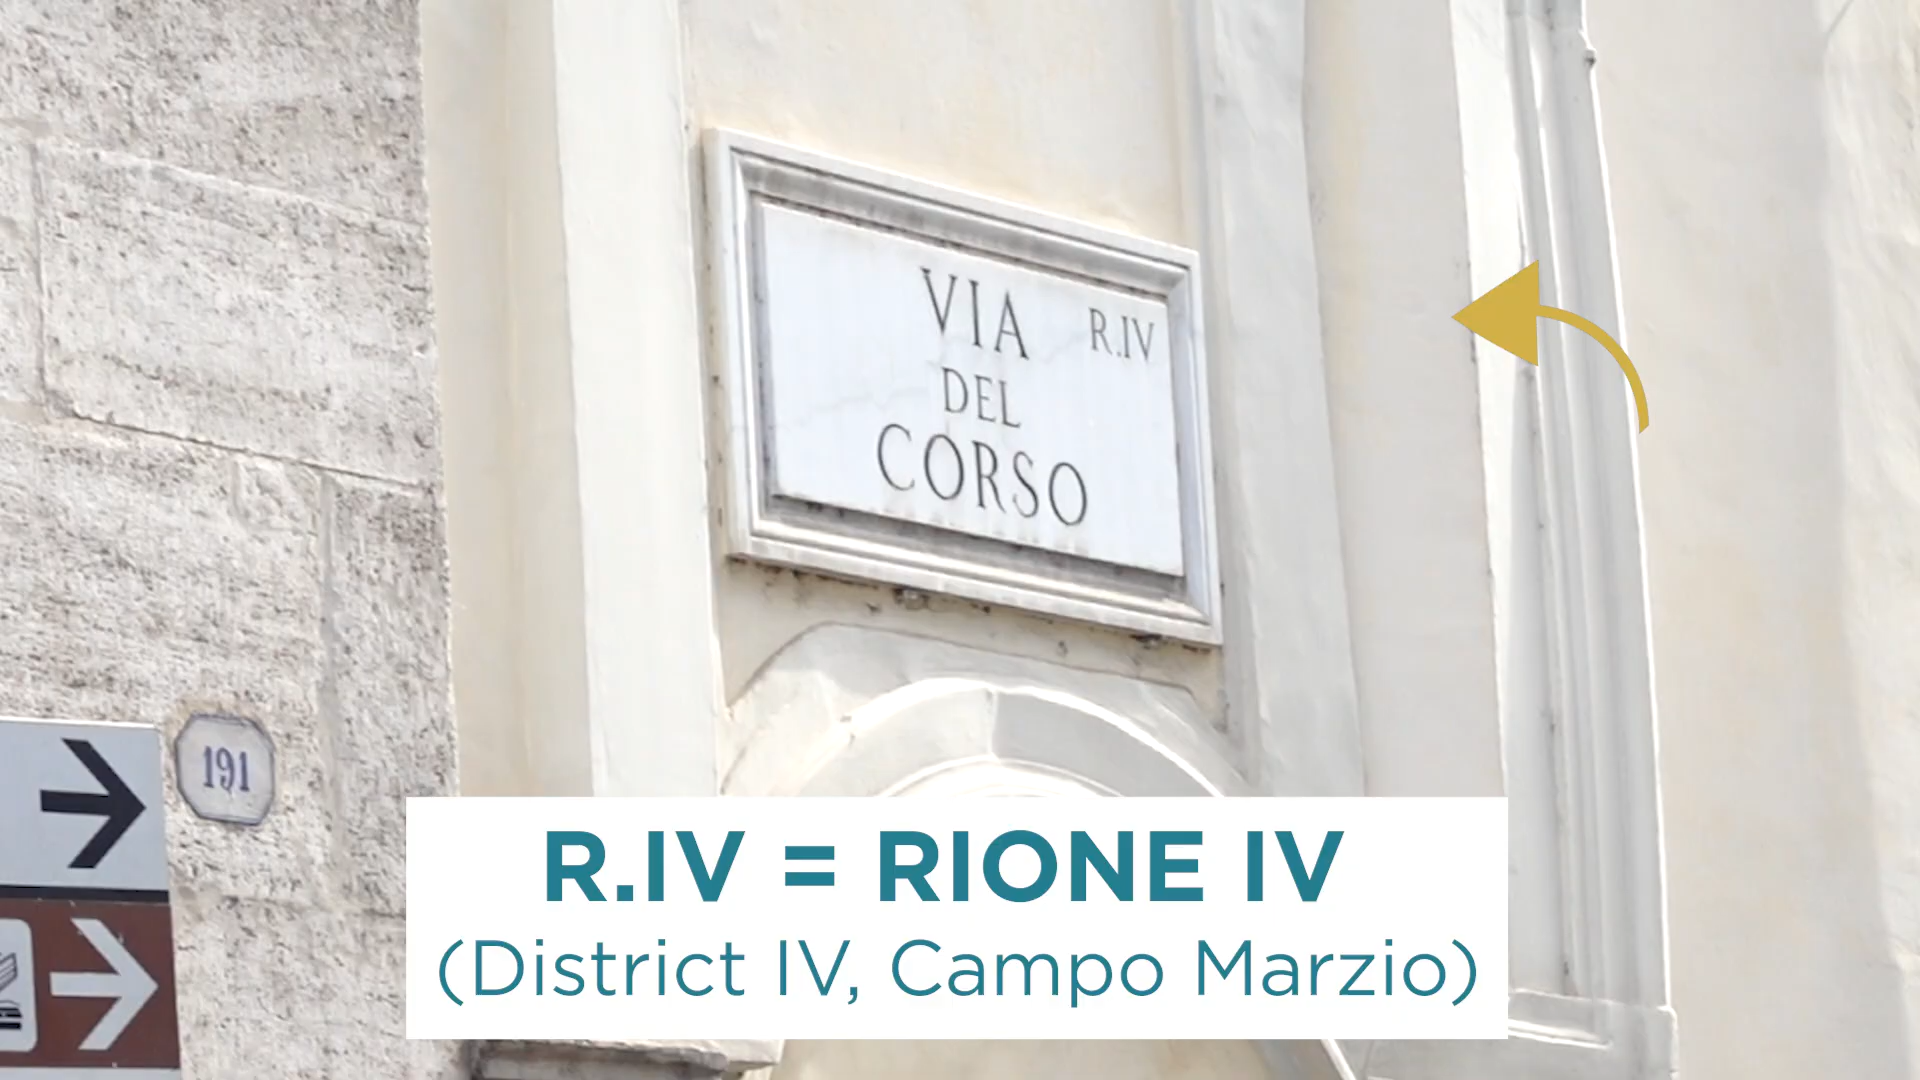 VIA R.IV
DEL
CORSO
191
R.IV = RIONE IV
(District IV, Campo Marzio)